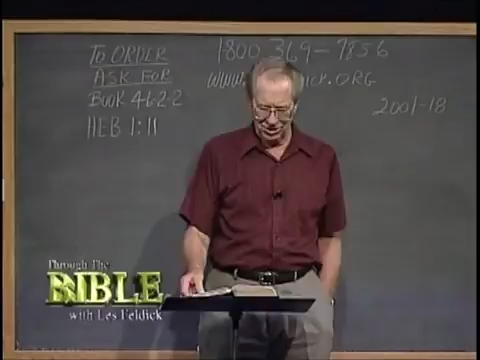 To ORDER
ASK FOR
BOOK 46-2-2
HEB 1:11
1800 369-7856
WWW. ICK.ORG
2001-18
Through The
BIBLE
with Les Feldick